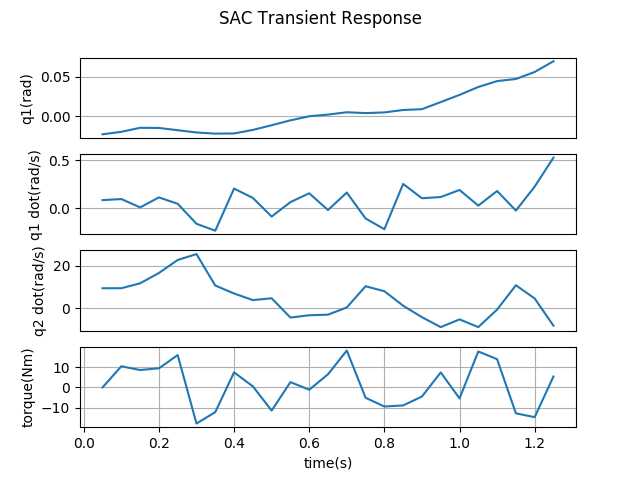 SAC Transient Response
q1(rad)
0.05
0.00
q1 dot(rad/s)
0.5
0.0
q2 dot(rad/s)
20
0
torque(Nm)
10
0
−10
0.0 0.2 0.4 0.6 0.8 1.0 1.2
time(s)